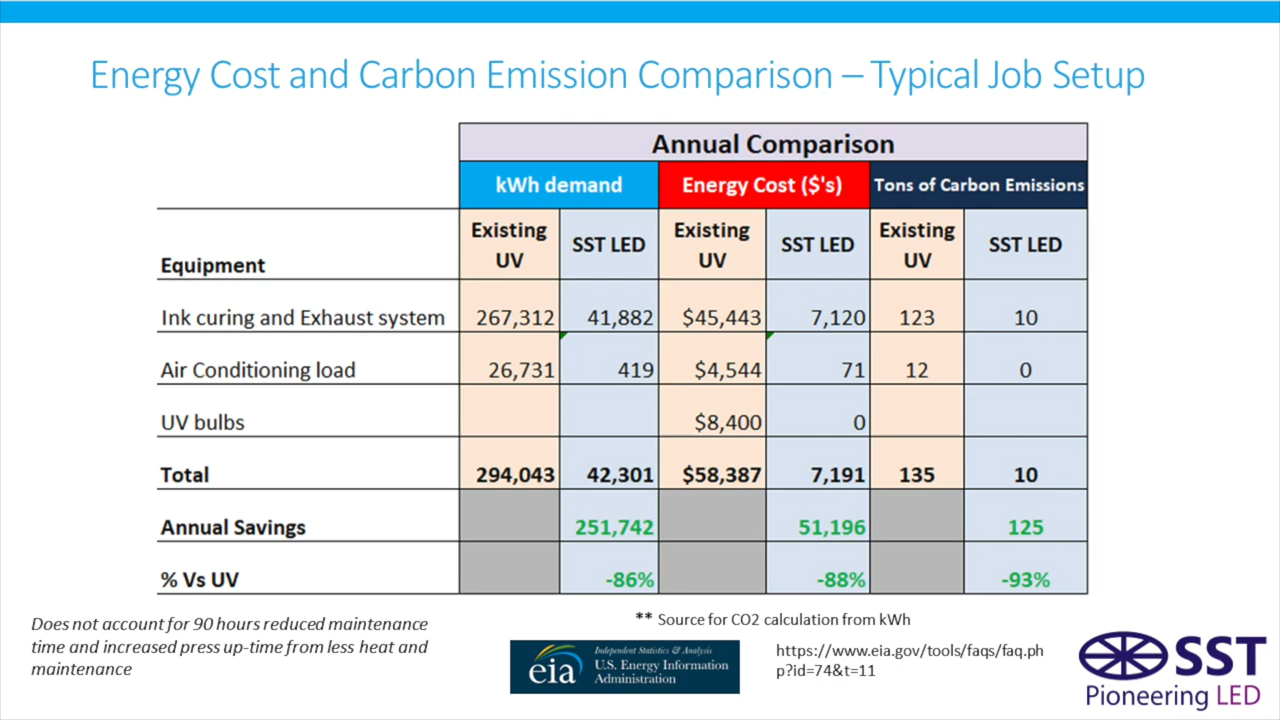 Energy Cost and Carbon Emission Comparison – Typical Job Setup
Annual Comparison
kWh demand Energy Cost ($'s) Tons of Carbon Emissions
Equipment Existing UV SST LED Existing UV SST LED Existing UV SST LED
Ink curing and Exhaust system 267,312 41,882 $45,443 7,120 123 10
Air Conditioning load 26,731 419 $4,544 71 12 0
UV bulbs $8,400 0
Total 294,043 42,301 $58,387 7,191 135 10
Annual Savings 251,742 51,196 125
% Vs UV -86% -88% -93%
Does not account for 90 hours reduced maintenance
time and increased press up-time from less heat and
maintenance
** Source for CO2 calculation from kWh
eia
Independent Statistics & Analysis
U.S. Energy Information
Administration
https://www.eia.gov/tools/faqs/faq.ph
p?id=74&t=11
SST
Pioneering LED